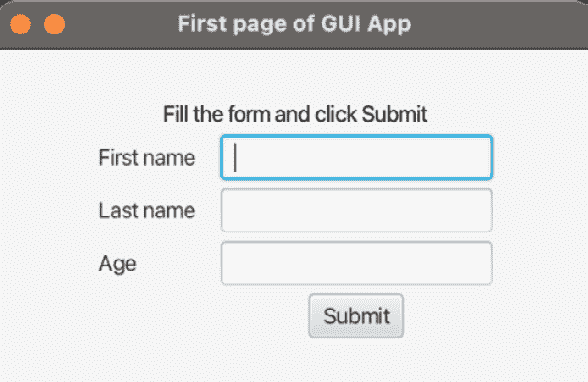 First page of GUI App
Fill the form and click Submit
First name
Last name
Age
Submit